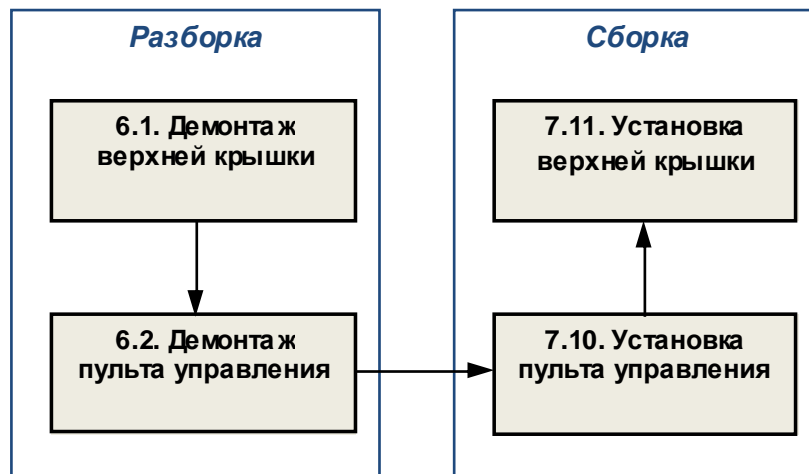 Разборка
6.1. Демонтаж
верхней крышки
6.2. Демонтаж
пульта управления
Сборка
7.11. Установка
верхней крышки
7.10. Установка
пульта управления